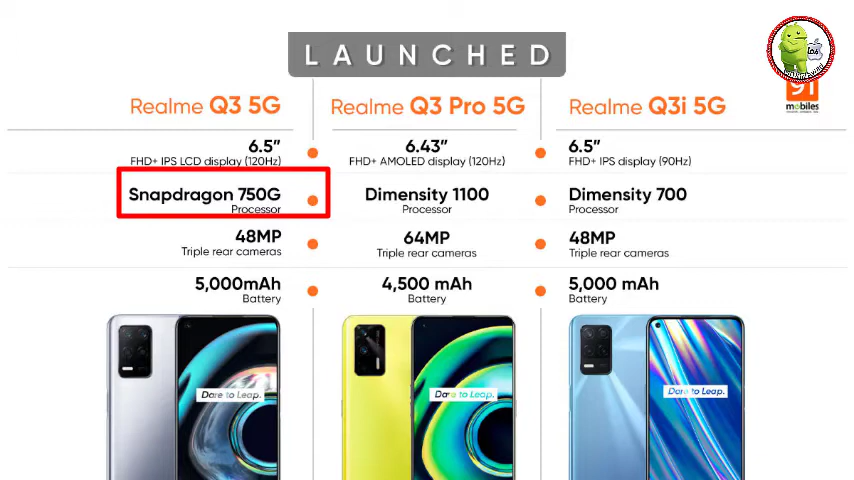 LAUNCHED
ios
91
mobiles
Realme Q3 5G
Realme Q3 Pro 5G
Realme Q3i 5G
6.5”
FHD+ IPS LCD display (120Hz)
6.43”
FHD+ AMOLED display (120Hz)
6.5”
FHD+ IPS display (90Hz)
Snapdragon 750G
Processor
Dimensity 1100
Processor
Dimensity 700
Processor
48MP
Triple rear cameras
64MP
Triple rear cameras
48MP
Triple rear cameras
5,000mAh
Battery
4,500 mAh
Battery
5,000 mAh
Battery
Dare to Leap.
Dare to Leap.
Dare to Leap.